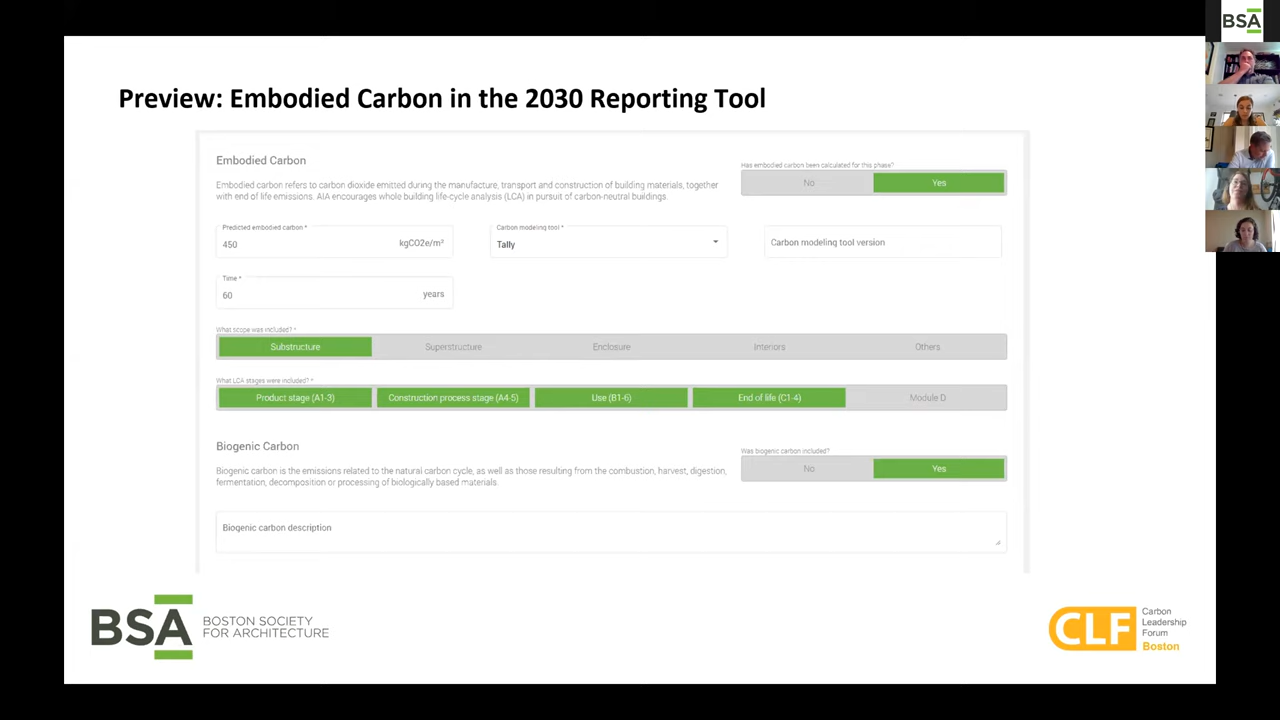 BSA
Preview: Embodied Carbon in the 2030 Reporting Tool
Embodied Carbon
Has embodied carbon been calculated for this phase?
No
Yes
Embodied carbon refers to carbon dioxide emitted during the manufacture, transport and construction of building materials, together
with end of life emissions. AIA encourages whole building life-cycle analysis (LCA) in pursuit of carbon-neutral buildings.
Predicted embodied carbon *
450
kgCO2e/m²
Carbon modeling tool *
Tally
Carbon modeling tool version
Time *
60
years
What scope was included? *
Substructure
Superstructure
Enclosure
Interiors
Others
What LCA stages were included? *
Product stage (A1-3)
Construction process stage (A4-5)
Use (B1-6)
End of life (C1-4)
Module D
Biogenic Carbon
Was biogenic carbon included?
No
Yes
Biogenic carbon is the emissions related to the natural carbon cycle, as well as those resulting from the combustion, harvest, digestion,
fermentation, decomposition or processing of biologically based materials.
Biogenic carbon description
BSA
BOSTON SOCIETY
FOR ARCHITECTURE
CLF
Carbon
Leadership
Forum
Boston